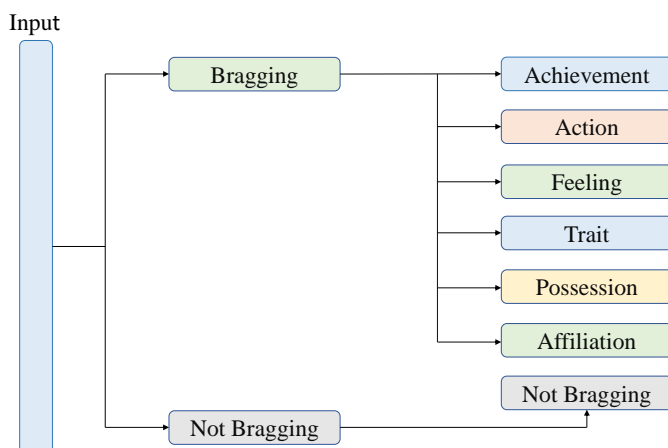 Input
Bragging
Achievement
Action
Feeling
Trait
Possession
Affiliation
Not Bragging
Not Bragging